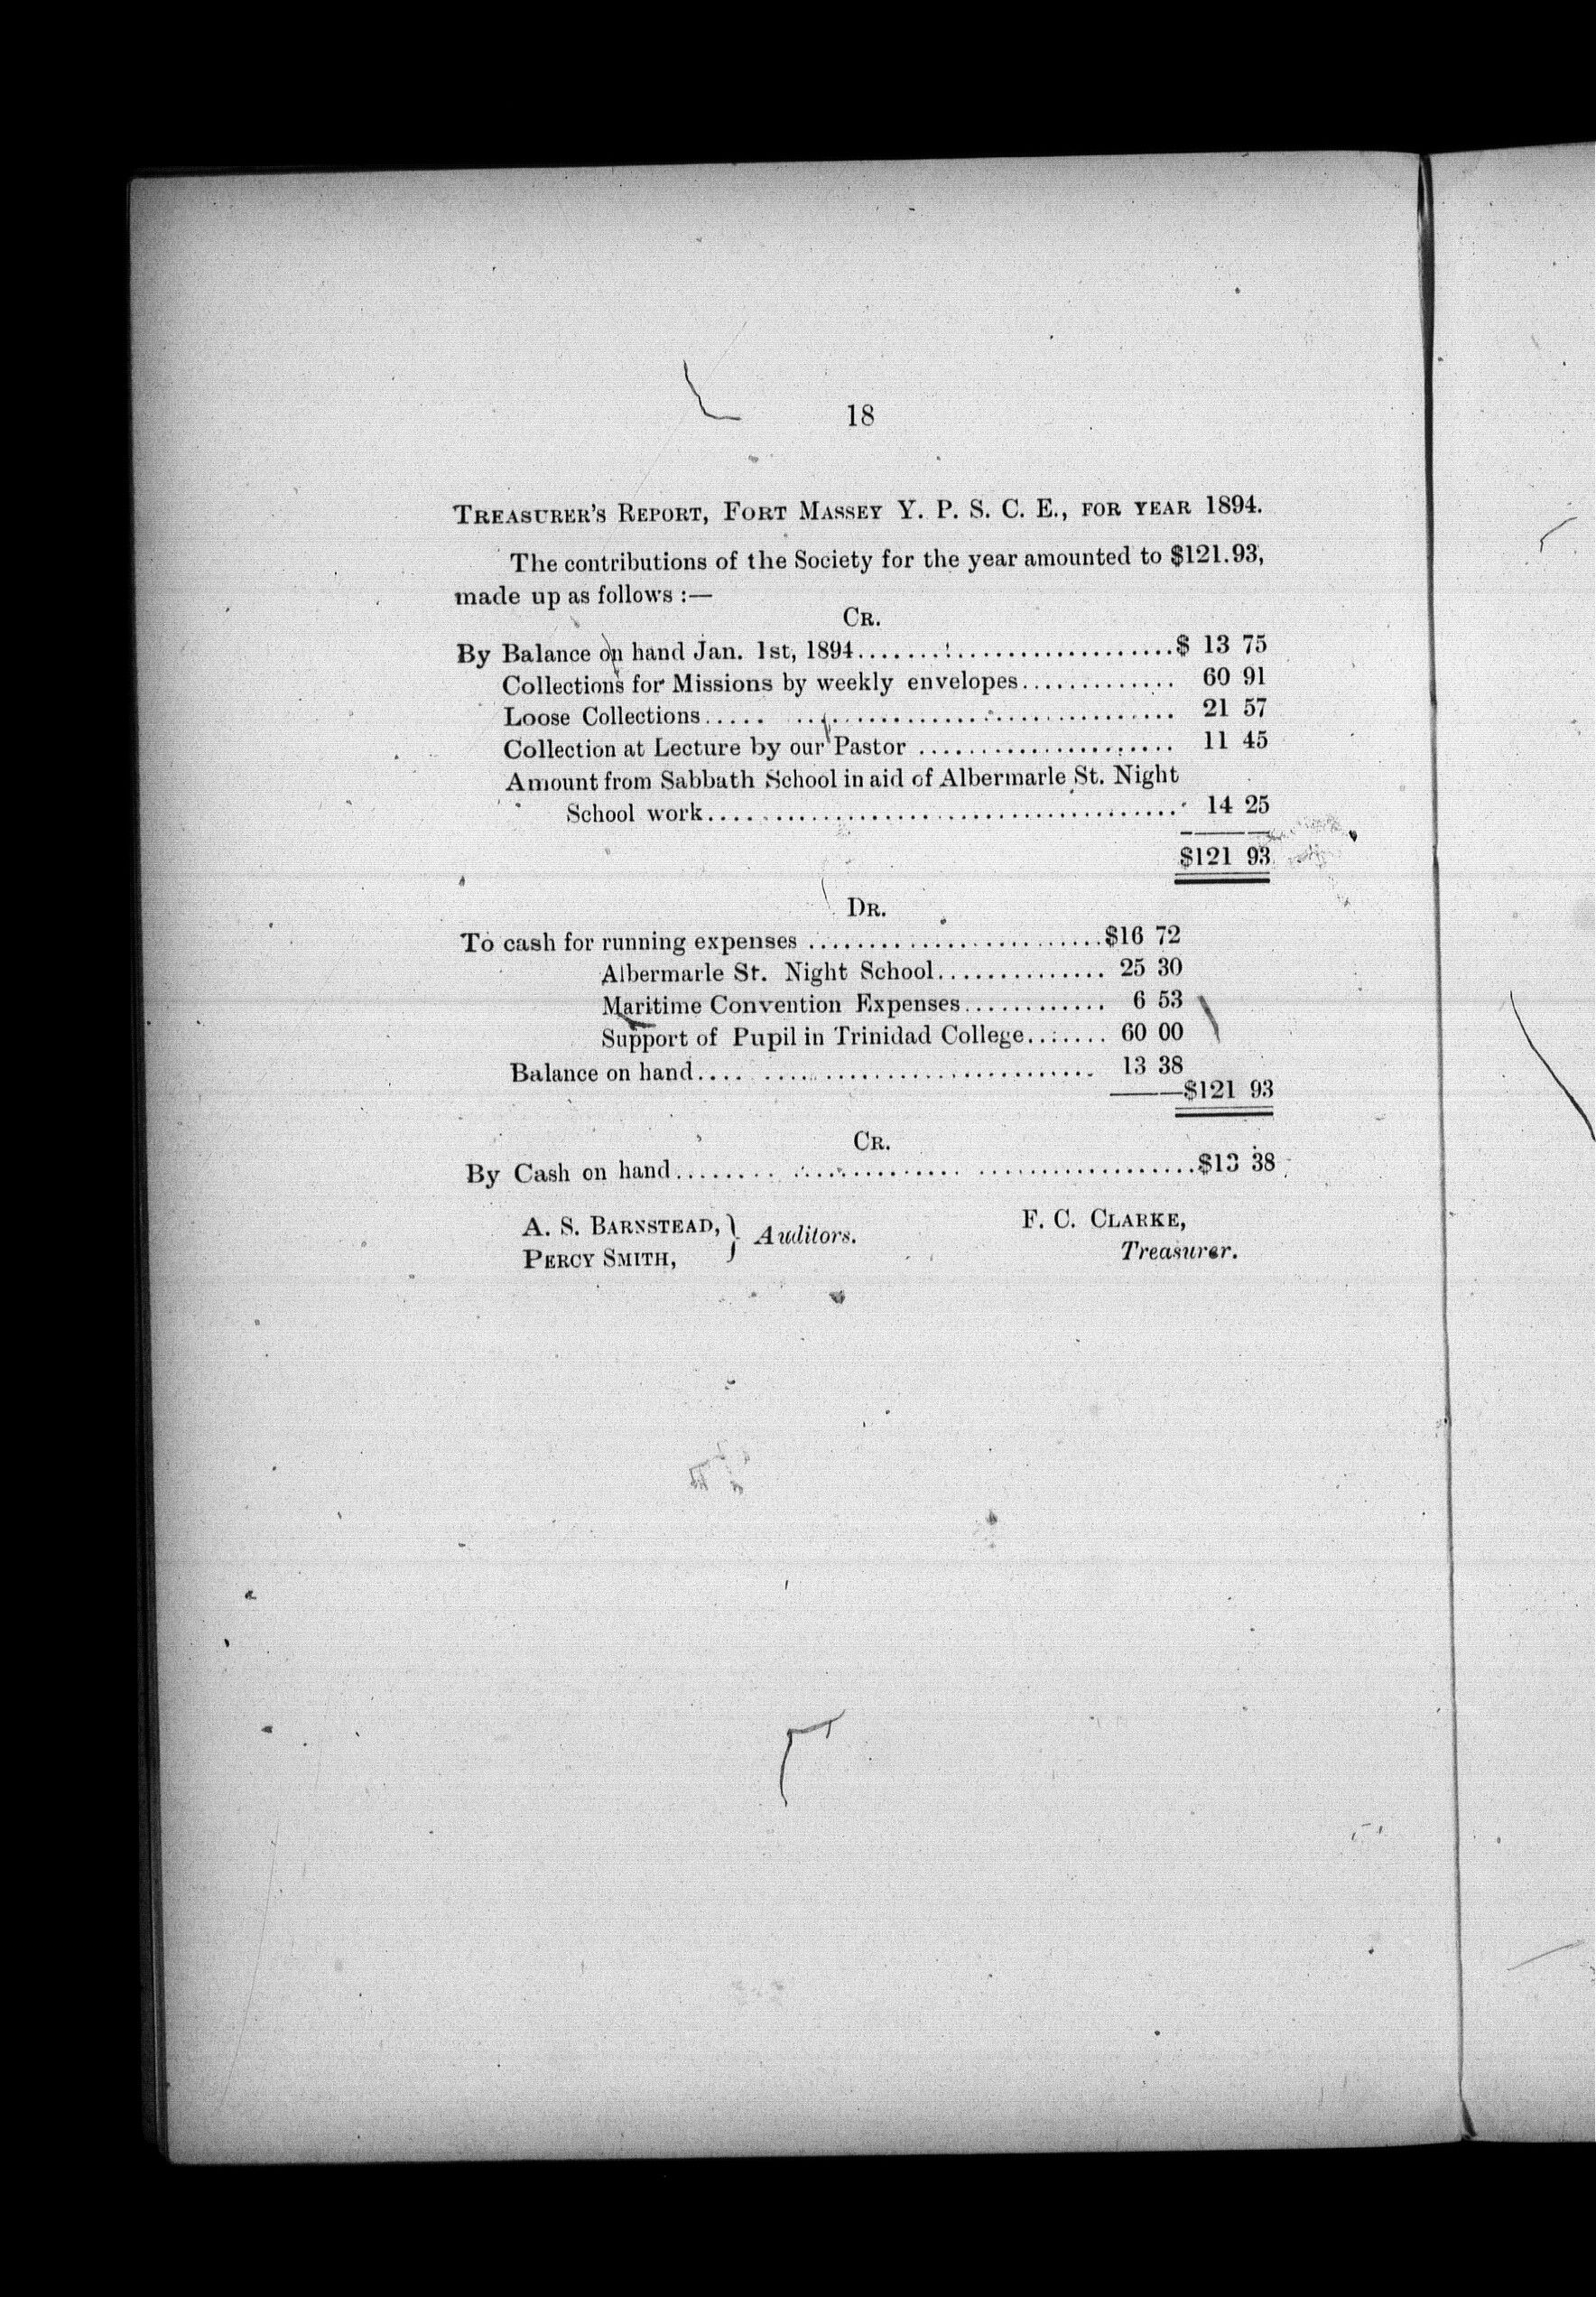 18
TREASURER'S REPORT, FORT MASSEY Y. P. S. C. E., FOR YEAR 1894.
The contributions of the Society for the year amounted to $121.93,
made up as follows :—
CR.
By Balance on hand Jan. 1st, 1894..........................$ 13 75
Collections for Missions by weekly envelopes............. 60 91
Loose Collections..................................... 21 57
Collection at Lecture by our Pastor ..................... 11 45
Amount from Sabbath School in aid of Albermarle St. Night
School work....................................... 14 25
$121 93
DR.
To cash for running expenses ........................$16 72
Albermarle St. Night School.............. 25 30
Maritime Convention Expenses............ 6 53
Support of Pupil in Trinidad College....... 60 00
Balance on hand................................ 13 38
———$121 93
CR.
By Cash on hand........................................$13 38
A. S. BARNSTEAD, } Auditors.
PERCY SMITH,
F. C. CLARKE,
Treasurer.